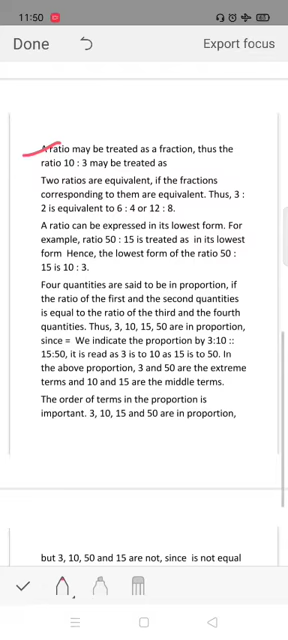 11:50
Done
Export focus
A ratio may be treated as a fraction, thus the
ratio 10 : 3 may be treated as
Two ratios are equivalent, if the fractions
corresponding to them are equivalent. Thus, 3 :
2 is equivalent to 6 : 4 or 12 : 8.
A ratio can be expressed in its lowest form. For
example, ratio 50 : 15 is treated as  in its lowest
form  Hence, the lowest form of the ratio 50 :
15 is 10 : 3.
Four quantities are said to be in proportion, if
the ratio of the first and the second quantities
is equal to the ratio of the third and the fourth
quantities. Thus, 3, 10, 15, 50 are in proportion,
since =  We indicate the proportion by 3:10 ::
15:50, it is read as 3 is to 10 as 15 is to 50. In
the above proportion, 3 and 50 are the extreme
terms and 10 and 15 are the middle terms.
The order of terms in the proportion is
important. 3, 10, 15 and 50 are in proportion,
but 3, 10, 50 and 15 are not, since  is not equal